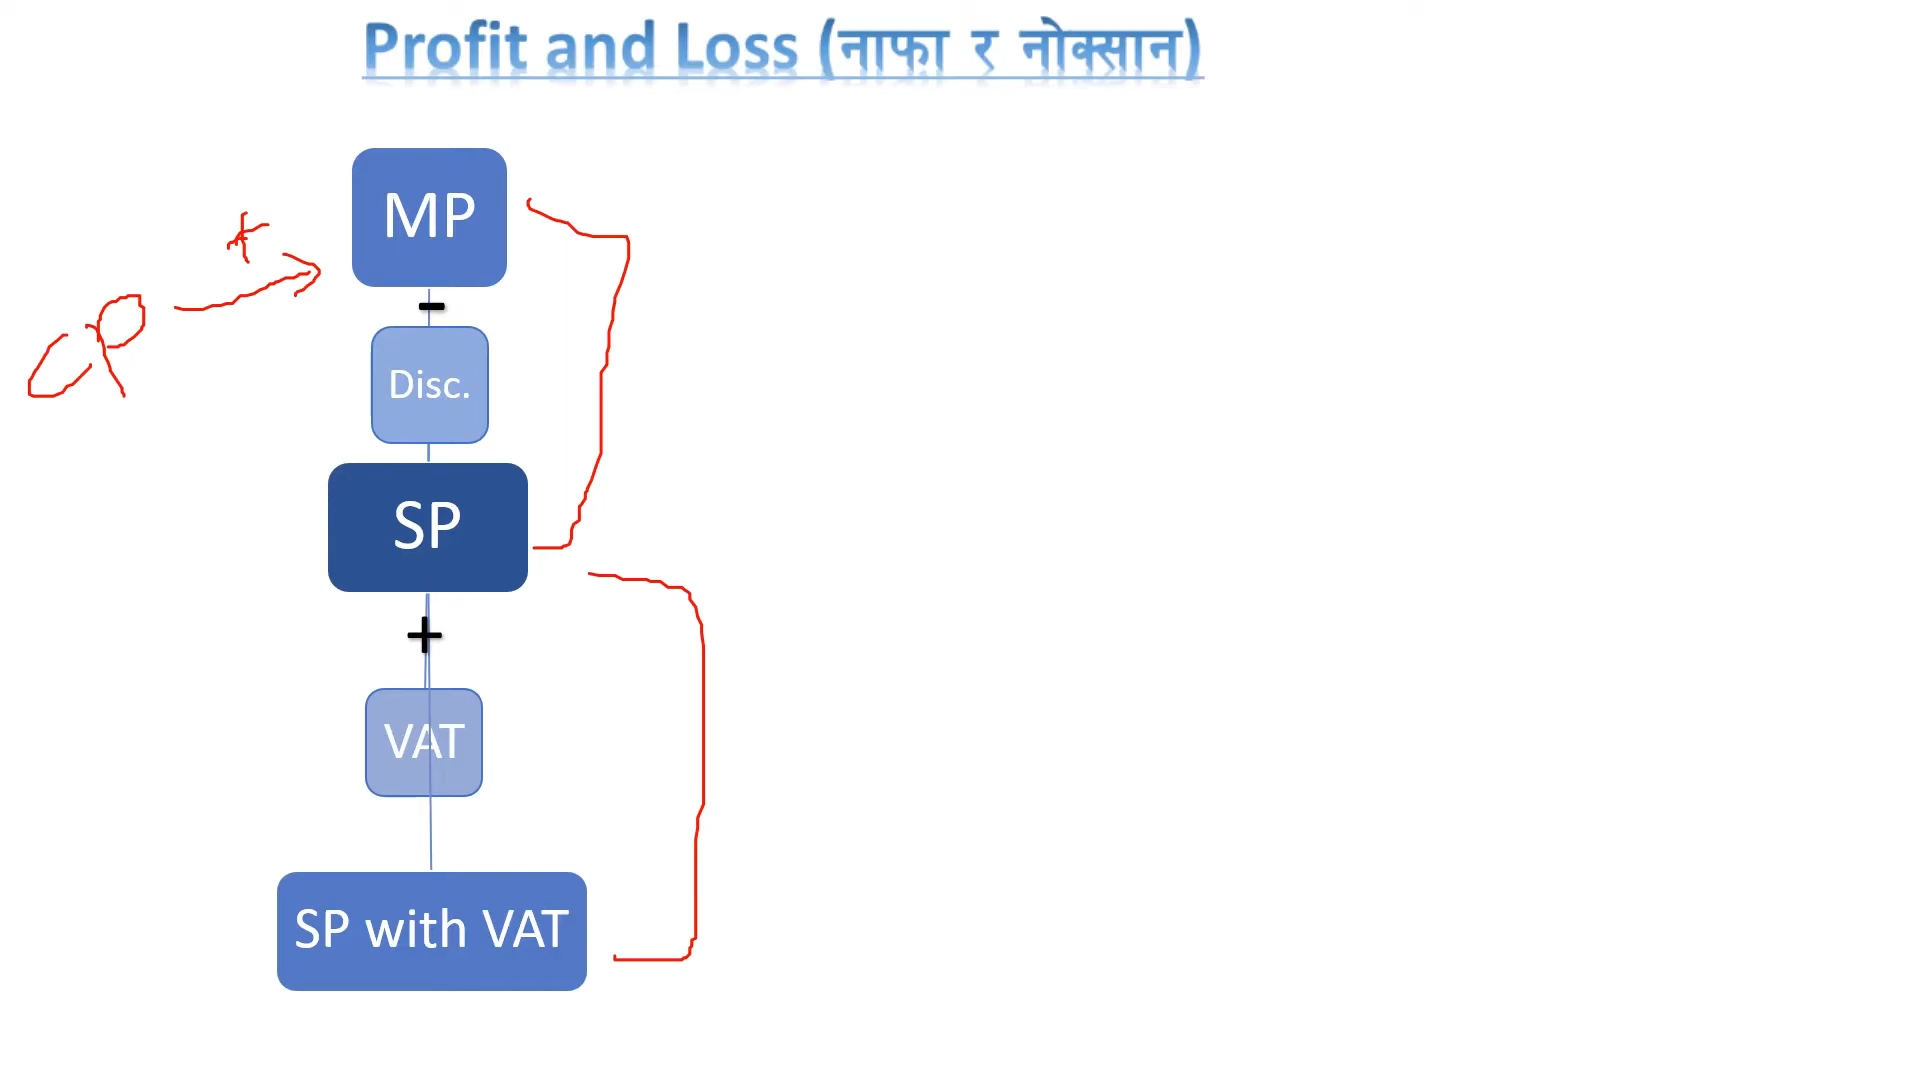 Profit and Loss (नाफा र नोक्सान)
MP
+
CP
-
Disc.
SP
+
VAT
SP with VAT